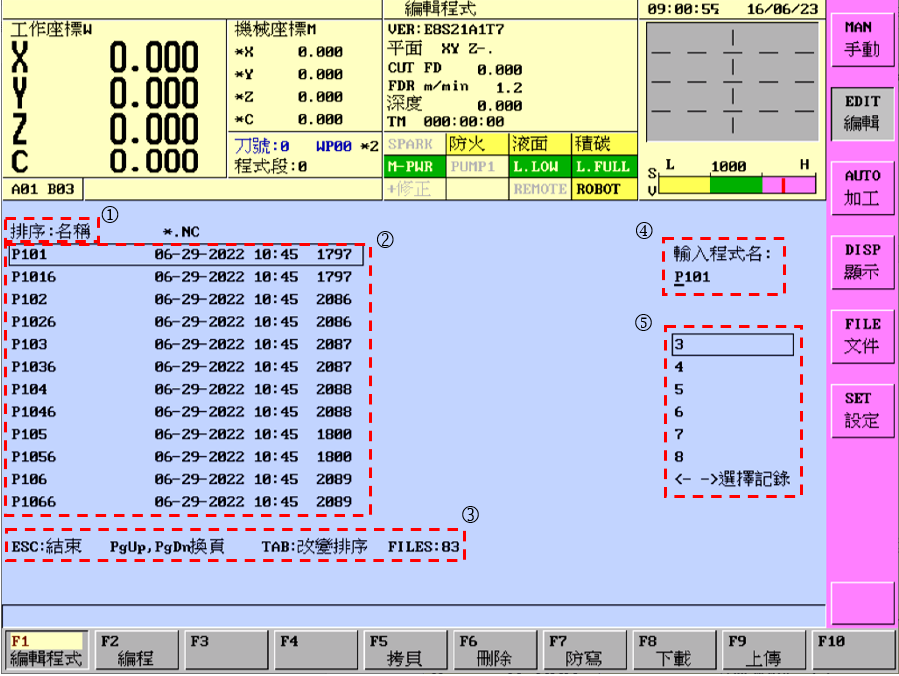 編輯程式
09:00:55 16/06/23
工作座標W
X 0.000
Y 0.000
Z 0.000
C 0.000
A01 B03
機械座標M
*X 0.000
*Y 0.000
*Z 0.000
*C 0.000
刀號:0 WP00 *2
程式段:0
VER:E8S21A1T7
平面 XY Z-.
CUT FD 0.000
FDR m/min 1.2
深度 0.000
TM 000:00:00
SPARK 防火 液面 積碳
M-PWR PUMP1 L.LOW L.FULL
+修正 REMOTE ROBOT
S L 1000 H
V
MAN
手動
EDIT
編輯
AUTO
加工
DISP
顯示
FILE
文件
SET
設定
①
排序:名稱 *.NC
②
P101 06-29-2022 10:45 1797
P1016 06-29-2022 10:45 1797
P102 06-29-2022 10:45 2086
P1026 06-29-2022 10:45 2086
P103 06-29-2022 10:45 2087
P1036 06-29-2022 10:45 2087
P104 06-29-2022 10:45 2088
P1046 06-29-2022 10:45 2088
P105 06-29-2022 10:45 1800
P1056 06-29-2022 10:45 1800
P106 06-29-2022 10:45 2089
P1066 06-29-2022 10:45 2089
③
ESC:結束 PgUp,PgDn換頁 TAB:改變排序 FILES:83
④
輸入程式名:
P101
⑤
3
4
5
6
7
8
<- ->選擇記錄
F1 編輯程式
F2 編程
F3
F4
F5 拷貝
F6 刪除
F7 防寫
F8 下載
F9 上傳
F10